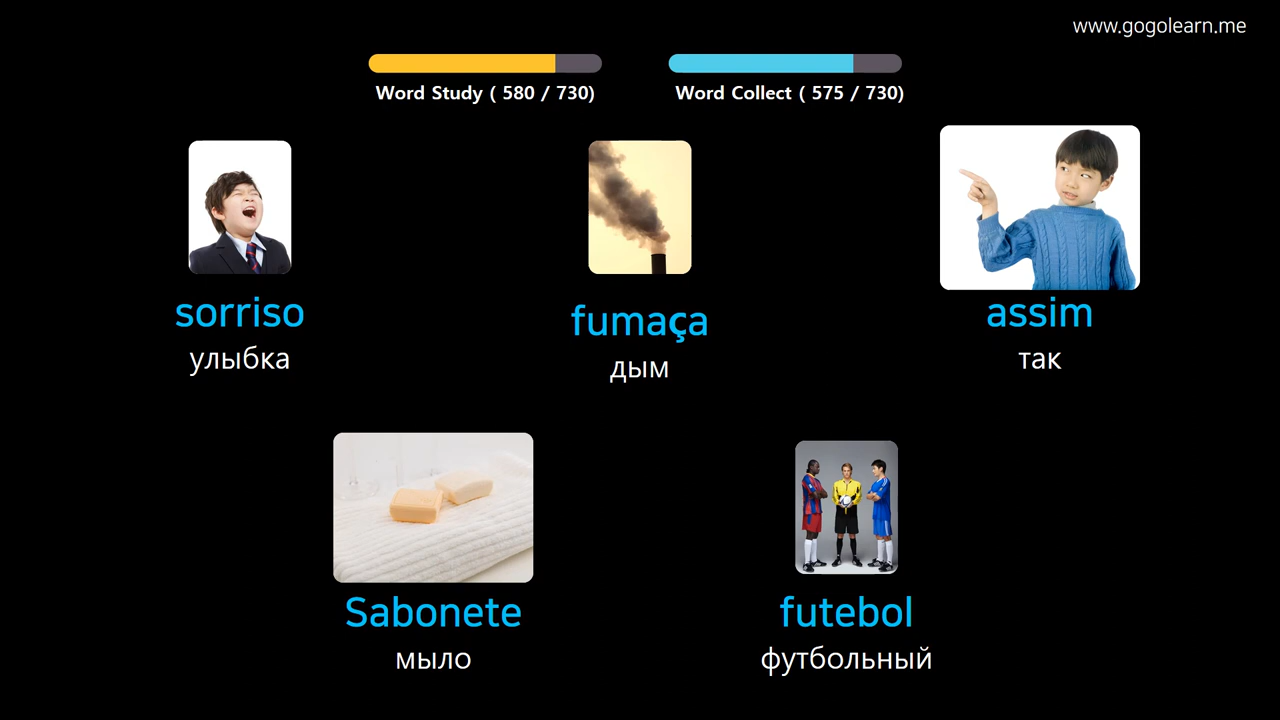 www.gogolearn.me
Word Study ( 580 / 730)
Word Collect ( 575 / 730)
sorriso
улыбка
fumaça
дым
assim
так
Sabonete
мыло
futebol
футбольный